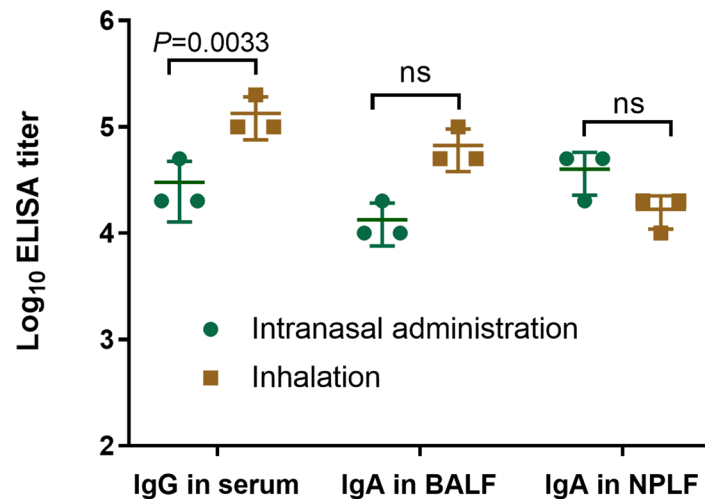 6
P=0.0033
ns
ns
5
4
3
2
Log10 ELISA titer
Intranasal administration
Inhalation
IgG in serum
IgA in BALF
IgA in NPLF